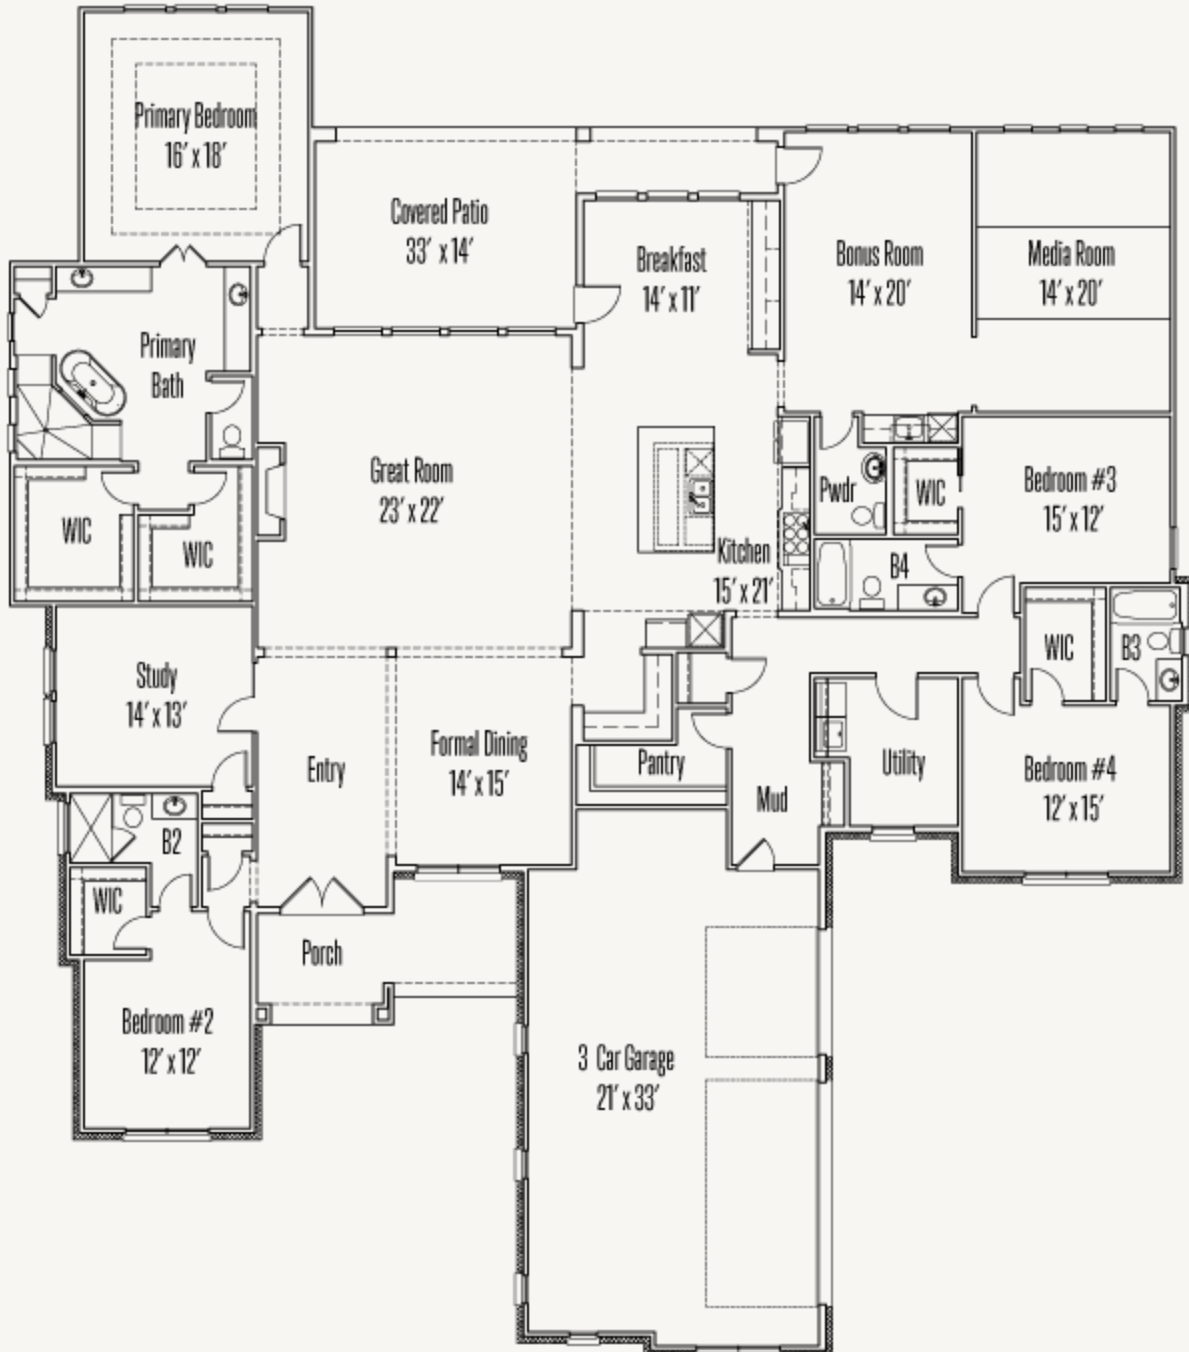 Primary Bedroom
16' x 18'
Covered Patio
33' x 14'
Breakfast
14' x 11'
Bonus Room
14' x 20'
Media Room
14' x 20'
Primary
Bath
Great Room
23' x 22'
Pwdr
WIC
Bedroom #3
15' x 12'
WIC
WIC
Kitchen
15' x 21'
B4
WIC
B3
Study
14' x 13'
Entry
Formal Dining
14' x 15'
Pantry
Mud
Utility
Bedroom #4
12' x 15'
B2
WIC
Porch
Bedroom #2
12' x 12'
3 Car Garage
21' x 33'